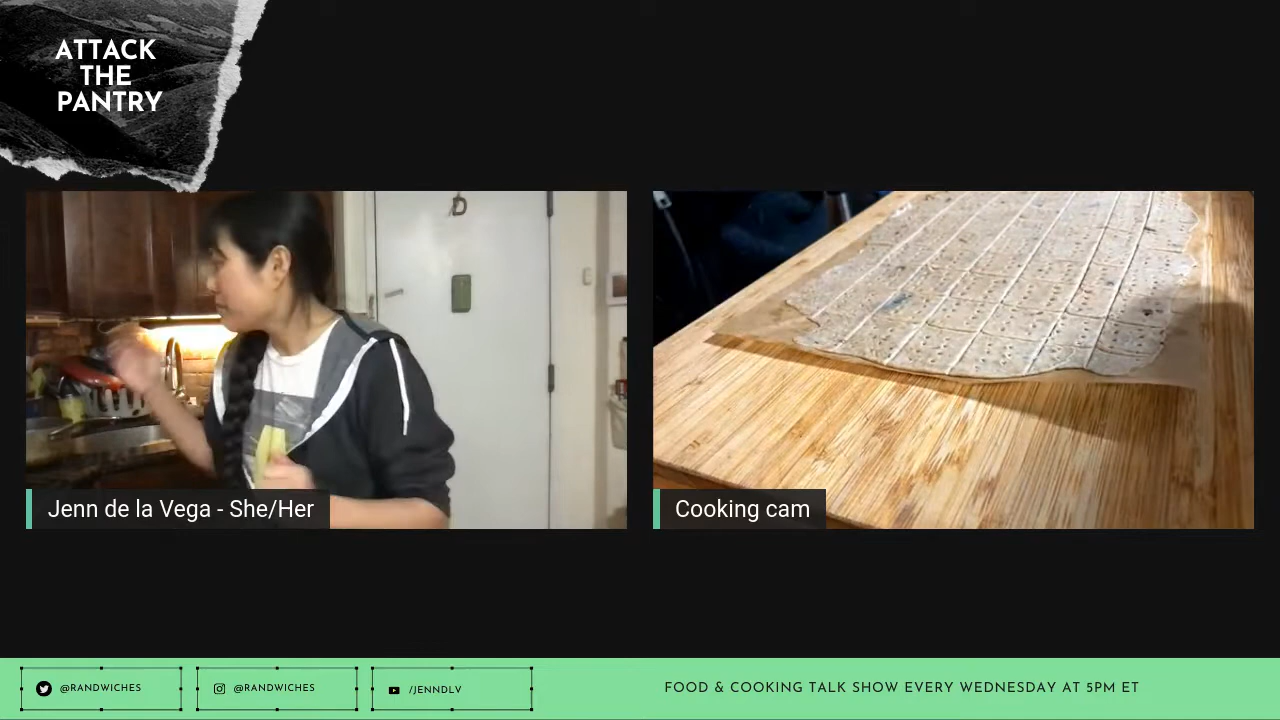 ATTACK
THE
PANTRY
Jenn de la Vega - She/Her
Cooking cam
@RANDWICHES
@RANDWICHES
/JENNDLV
FOOD & COOKING TALK SHOW EVERY WEDNESDAY AT 5PM ET